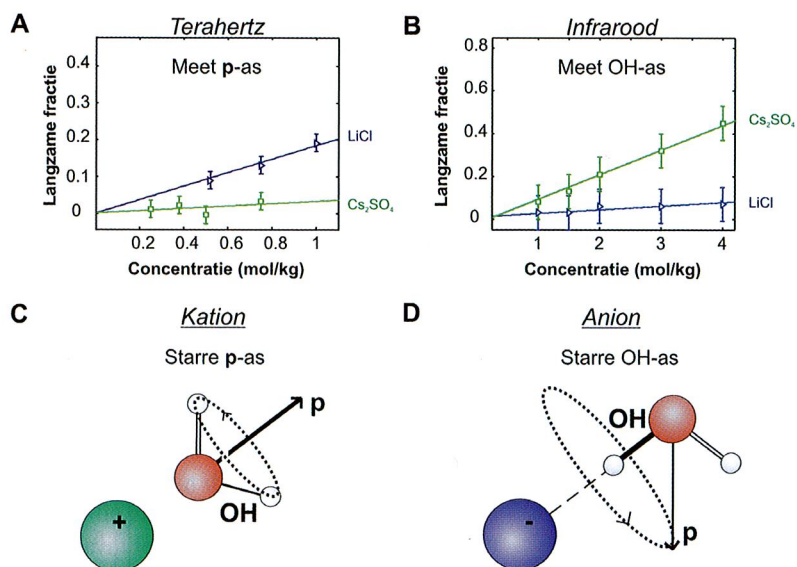 A
Terahertz
Langzame fractie
0.4
0.3
0.2
0.1
0
Meet p-as
LiCl
Cs₂SO₄
0.2 0.4 0.6 0.8 1
Concentratie (mol/kg)
B
Infrarood
Langzame fractie
0.8
0.6
0.4
0.2
0
Meet OH-as
Cs₂SO₄
LiCl
1 2 3 4
Concentratie (mol/kg)
C
Kation
Starre p-as
p
OH
+
D
Anion
Starre OH-as
OH
-
p